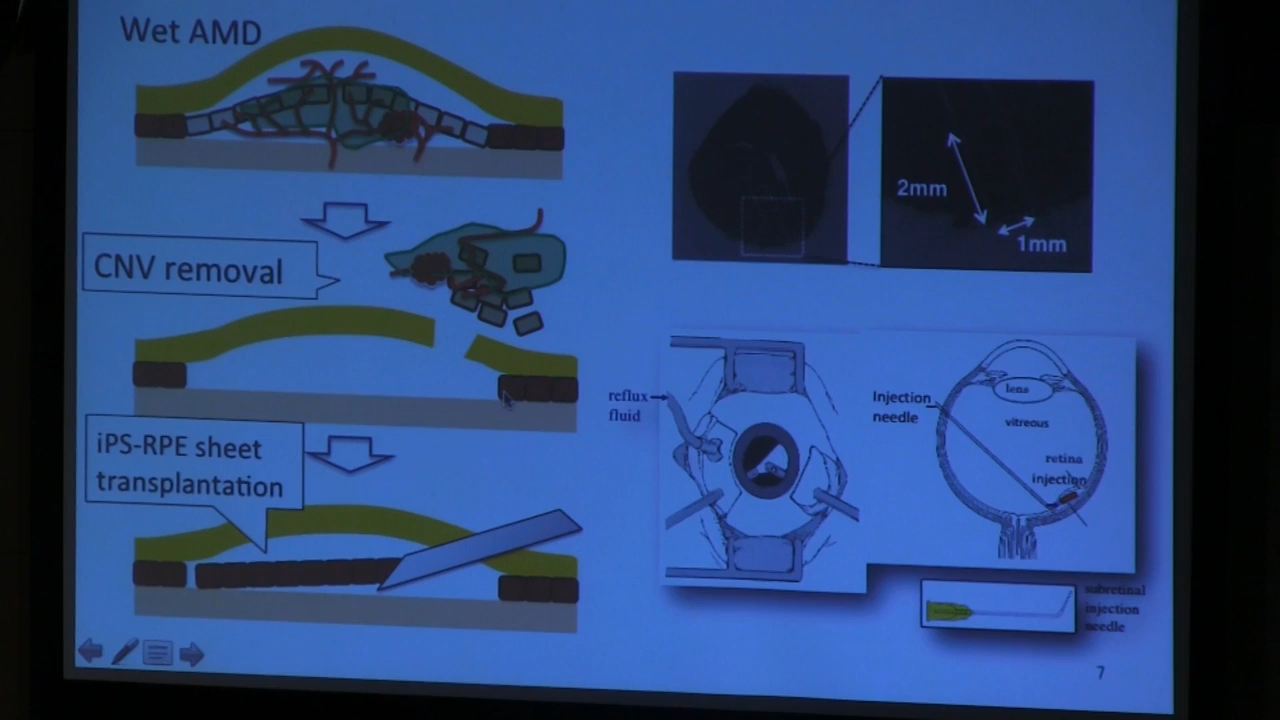 Wet AMD
CNV removal
iPS-RPE sheet
transplantation
2mm
1mm
reflux
fluid
Injection
needle
lens
vitreous
retina
injection
subretinal
injection
needle
7